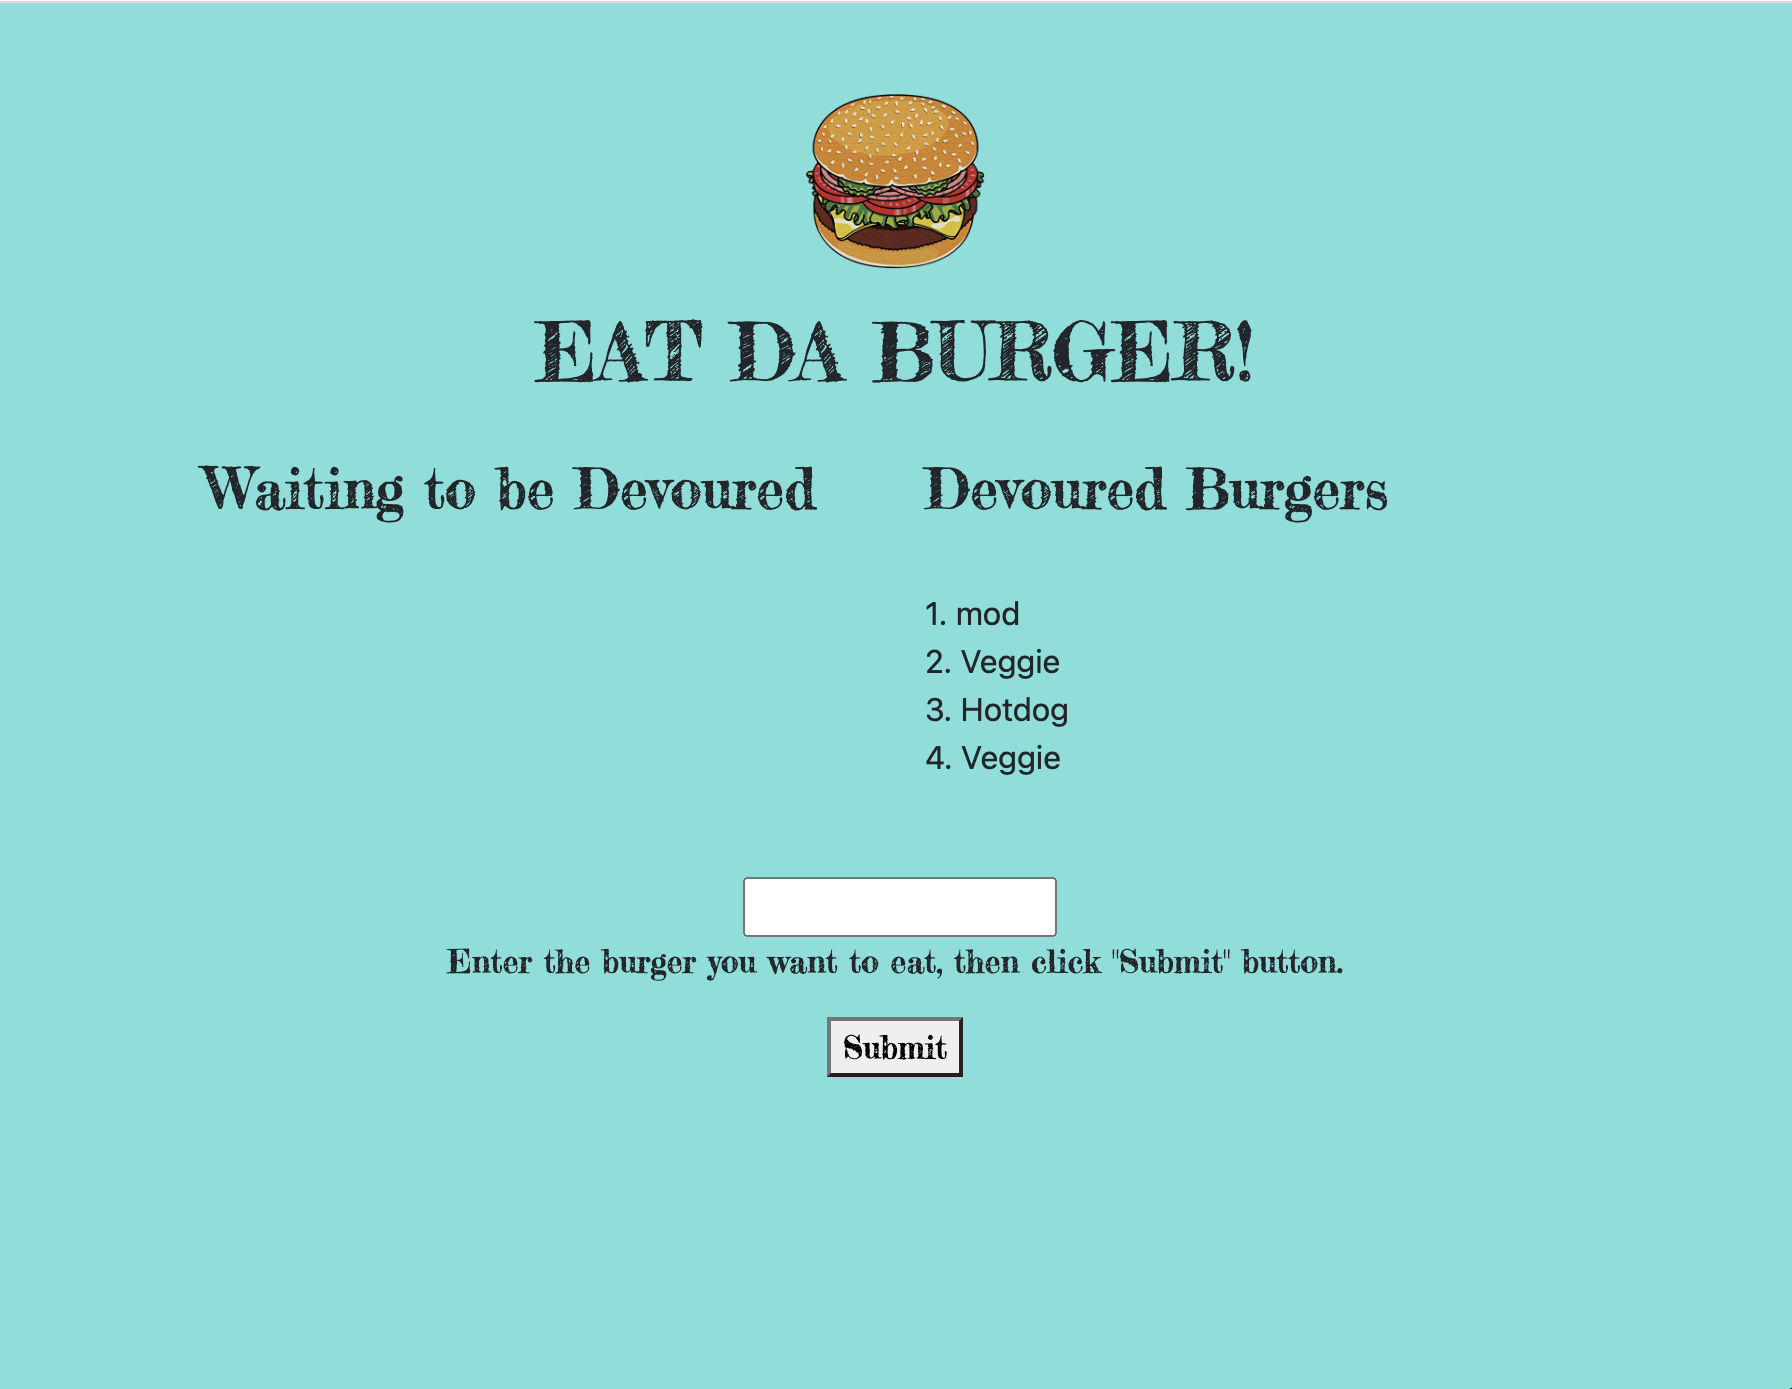 EAT DA BURGER!
Waiting to be Devoured
Devoured Burgers
1. mod
2. Veggie
3. Hotdog
4. Veggie
Enter the burger you want to eat, then click "Submit" button.
Submit